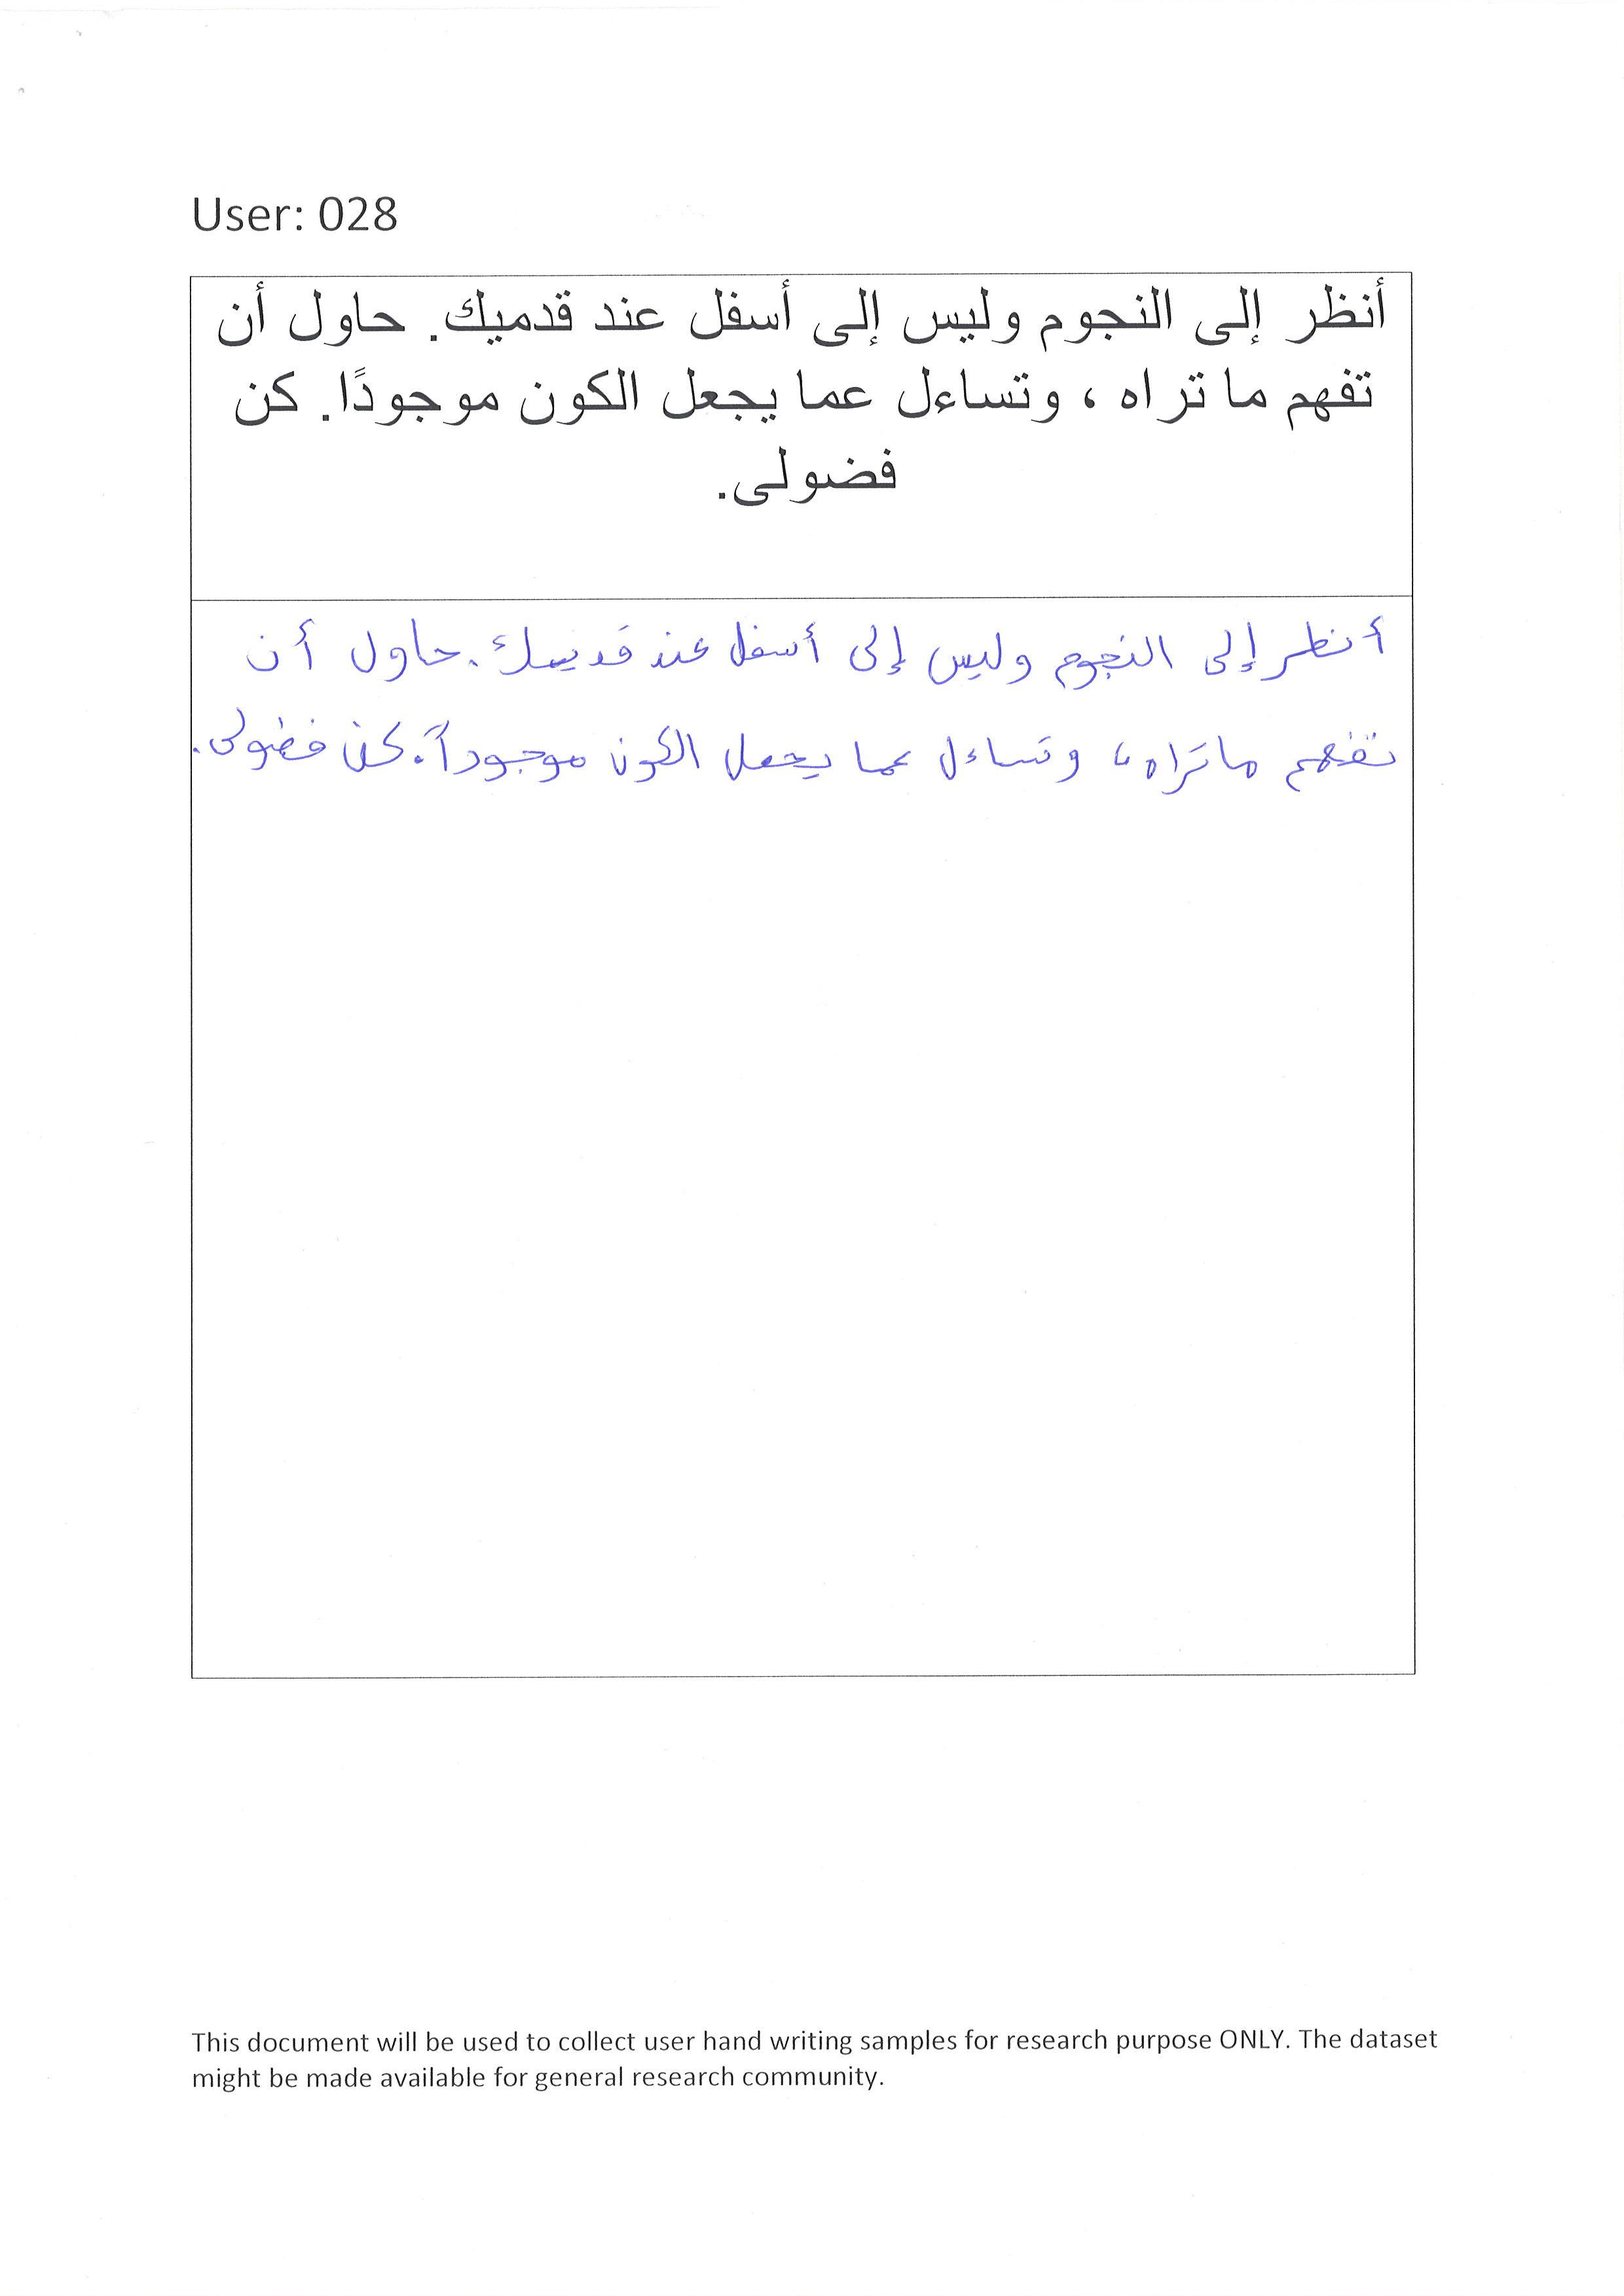 User: 028
أنظر إلى النجوم وليس إلى أسفل عند قدميك. حاول أن
تفهم ما تراه ، وتساءل عما يجعل الكون موجودًا. كن
فضولى.
أنظر إلى النجوم وليس إلى أسفل عند قدميك. حاول أن
تفهم ما تراه، وتساءل عما يجعل الكون موجوداً. كن فضولى.
This document will be used to collect user hand writing samples for research purpose ONLY. The dataset
might be made available for general research community.